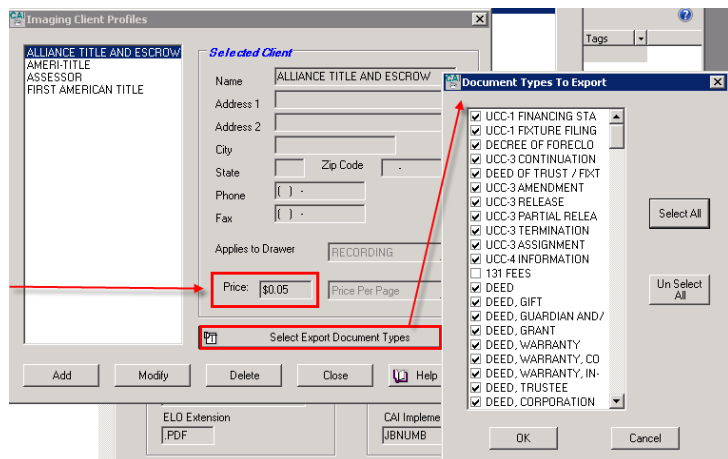 CAI Imaging Client Profiles
Tags
ALLIANCE TITLE AND ESCROW
AMERI-TITLE
ASSESSOR
FIRST AMERICAN TITLE
Selected Client
Name ALLIANCE TITLE AND ESCROW
Address 1
Address 2
City
State Zip Code -
Phone ( ) -
Fax ( ) -
Applies to Drawer RECORDING
Price: $0.05 Price Per Page
Select Export Document Types
Add Modify Delete Close Help
ELO Extension
.PDF
CAI Impleme
JBNUMB
Document Types To Export
UCC-1 FINANCING STA
UCC-1 FIXTURE FILING
DECREE OF FORECLO
UCC-3 CONTINUATION
DEED OF TRUST / FIXT
UCC-3 AMENDMENT
UCC-3 RELEASE
UCC-3 PARTIAL RELEA
UCC-3 TERMINATION
UCC-3 ASSIGNMENT
UCC-4 INFORMATION
131 FEES
DEED
DEED, GIFT
DEED, GUARDIAN AND/
DEED, GRANT
DEED, WARRANTY
DEED, WARRANTY, CO
DEED, WARRANTY, IN-
DEED, TRUSTEE
DEED, CORPORATION
Select All
Un Select
All
OK Cancel